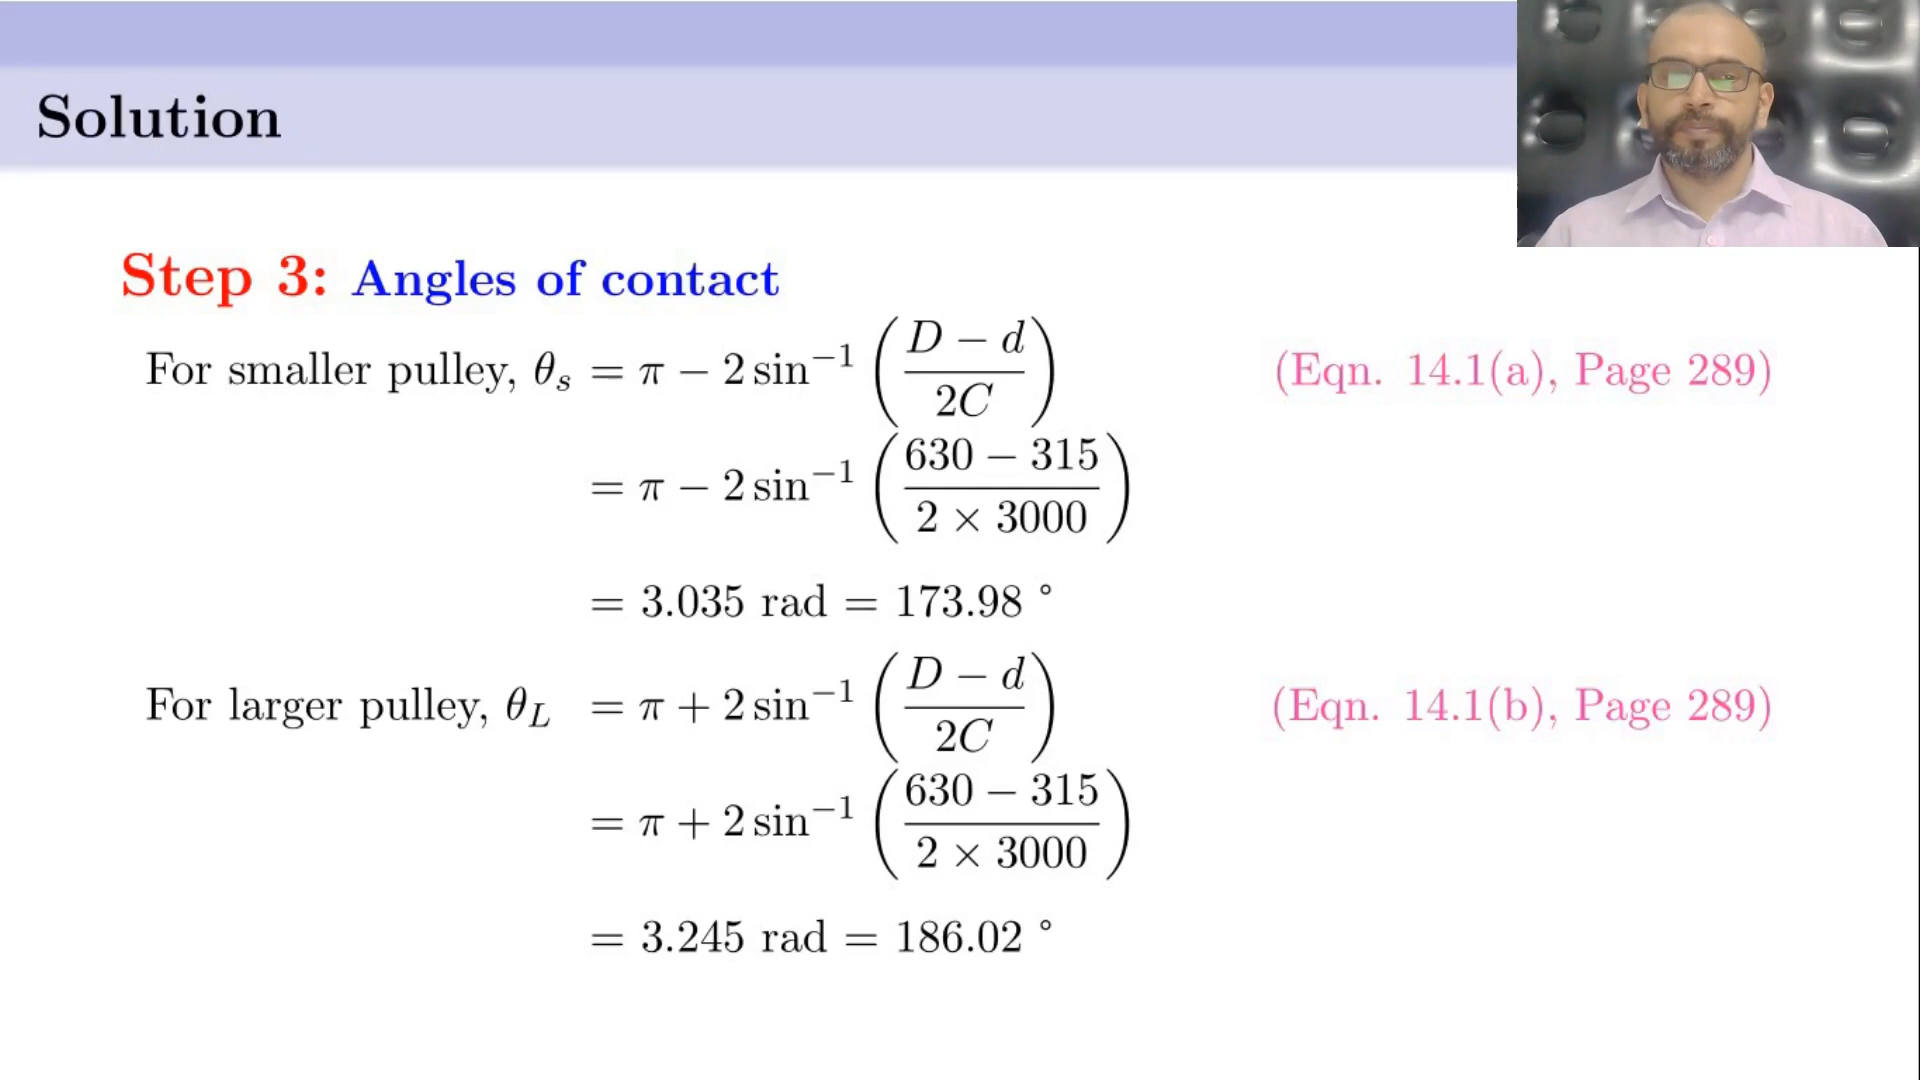 Solution
Step 3: Angles of contact
For smaller pulley, θₛ = π − 2 sin⁻¹ ((D − d)/(2C)) (Eqn. 14.1(a), Page 289)
= π − 2 sin⁻¹ ((630 − 315)/(2 × 3000))
= 3.035 rad = 173.98 °
For larger pulley, θ_L = π + 2 sin⁻¹ ((D − d)/(2C)) (Eqn. 14.1(b), Page 289)
= π + 2 sin⁻¹ ((630 − 315)/(2 × 3000))
= 3.245 rad = 186.02 °